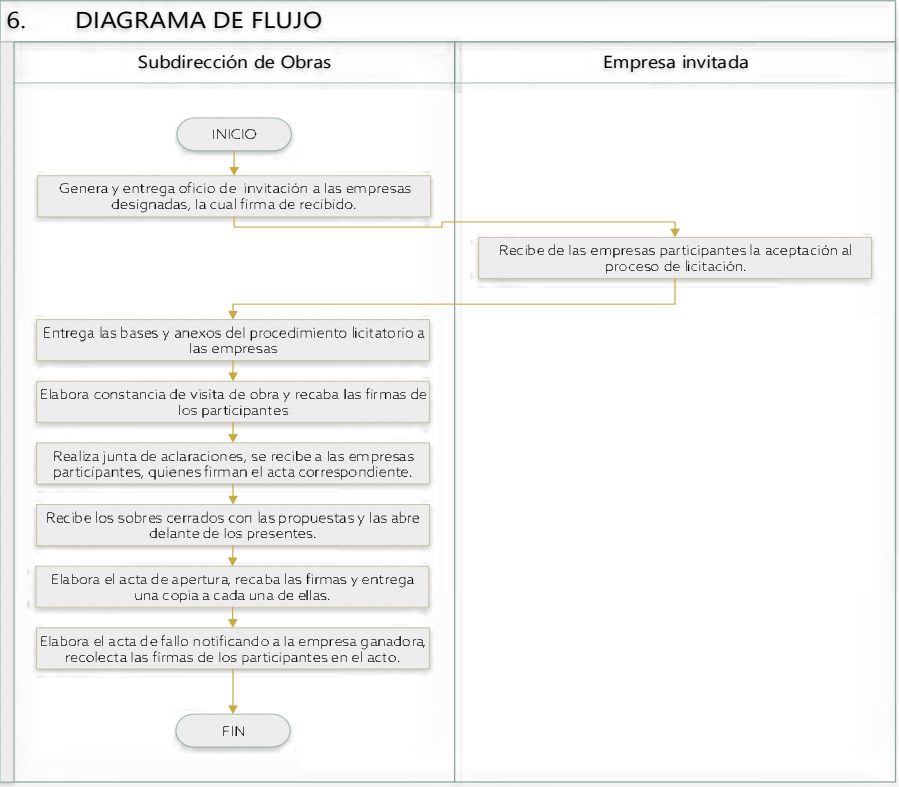 6. DIAGRAMA DE FLUJO
Subdirección de Obras
Empresa invitada
INICIO
Genera y entrega oficio de invitación a las empresas
designadas, la cual firma de recibido.
Recibe de las empresas participantes la aceptación al
proceso de licitación.
Entrega las bases y anexos del procedimiento licitatorio a
las empresas
Elabora constancia de visita de obra y recaba las firmas de
los participantes
Realiza junta de aclaraciones, se recibe a las empresas
participantes, quienes firman el acta correspondiente.
Recibe los sobres cerrados con las propuestas y las abre
delante de los presentes.
Elabora el acta de apertura, recaba las firmas y entrega
una copia a cada una de ellas.
Elabora el acta de fallo notificando a la empresa ganadora,
recolecta las firmas de los participantes en el acto.
FIN